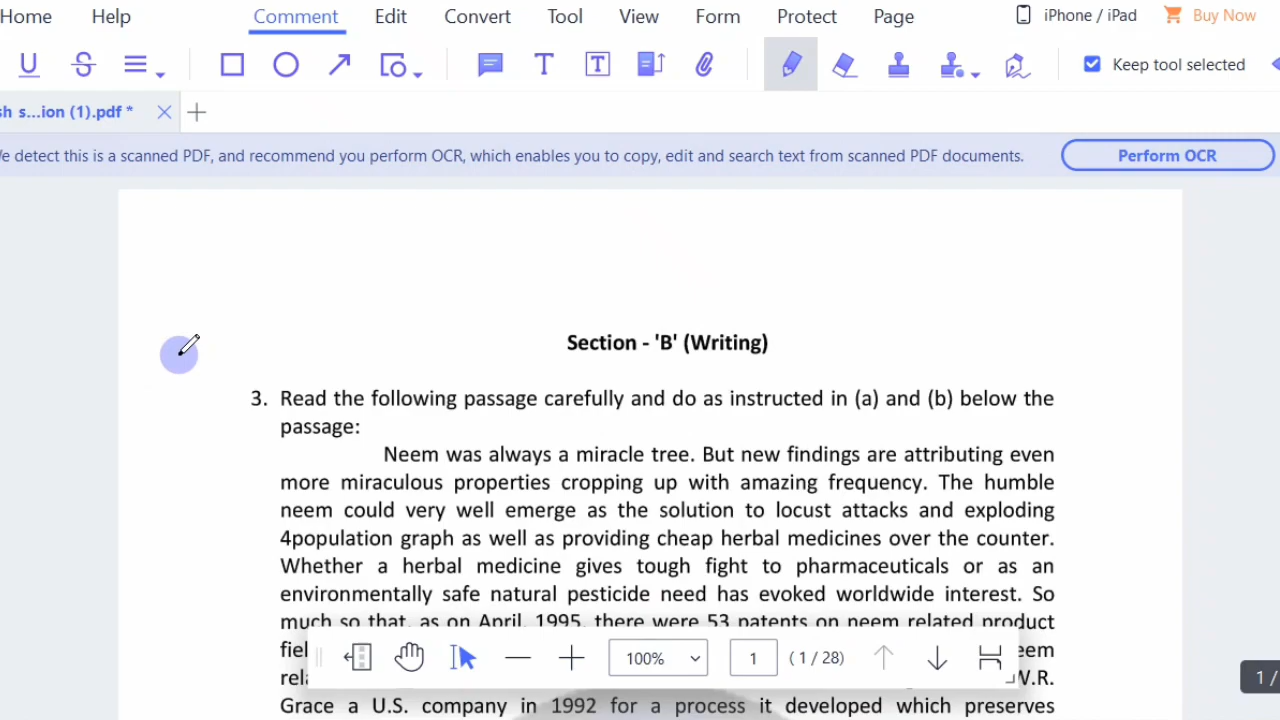 Home Help Comment Edit Convert Tool View Form Protect Page iPhone / iPad Buy Now
U S T T Keep tool selected
sh s...ion (1).pdf *
We detect this is a scanned PDF, and recommend you perform OCR, which enables you to copy, edit and search text from scanned PDF documents. Perform OCR
Section - 'B' (Writing)
3. Read the following passage carefully and do as instructed in (a) and (b) below the
passage:
Neem was always a miracle tree. But new findings are attributing even
more miraculous properties cropping up with amazing frequency. The humble
neem could very well emerge as the solution to locust attacks and exploding
4population graph as well as providing cheap herbal medicines over the counter.
Whether a herbal medicine gives tough fight to pharmaceuticals or as an
environmentally safe natural pesticide need has evoked worldwide interest. So
much so that, as on April, 1995, there were 53 patents on neem related product
fiel eem
rela W.R.
100% 1 (1 / 28)
1 /
Grace a U.S. company in 1992 for a process it developed which preserves